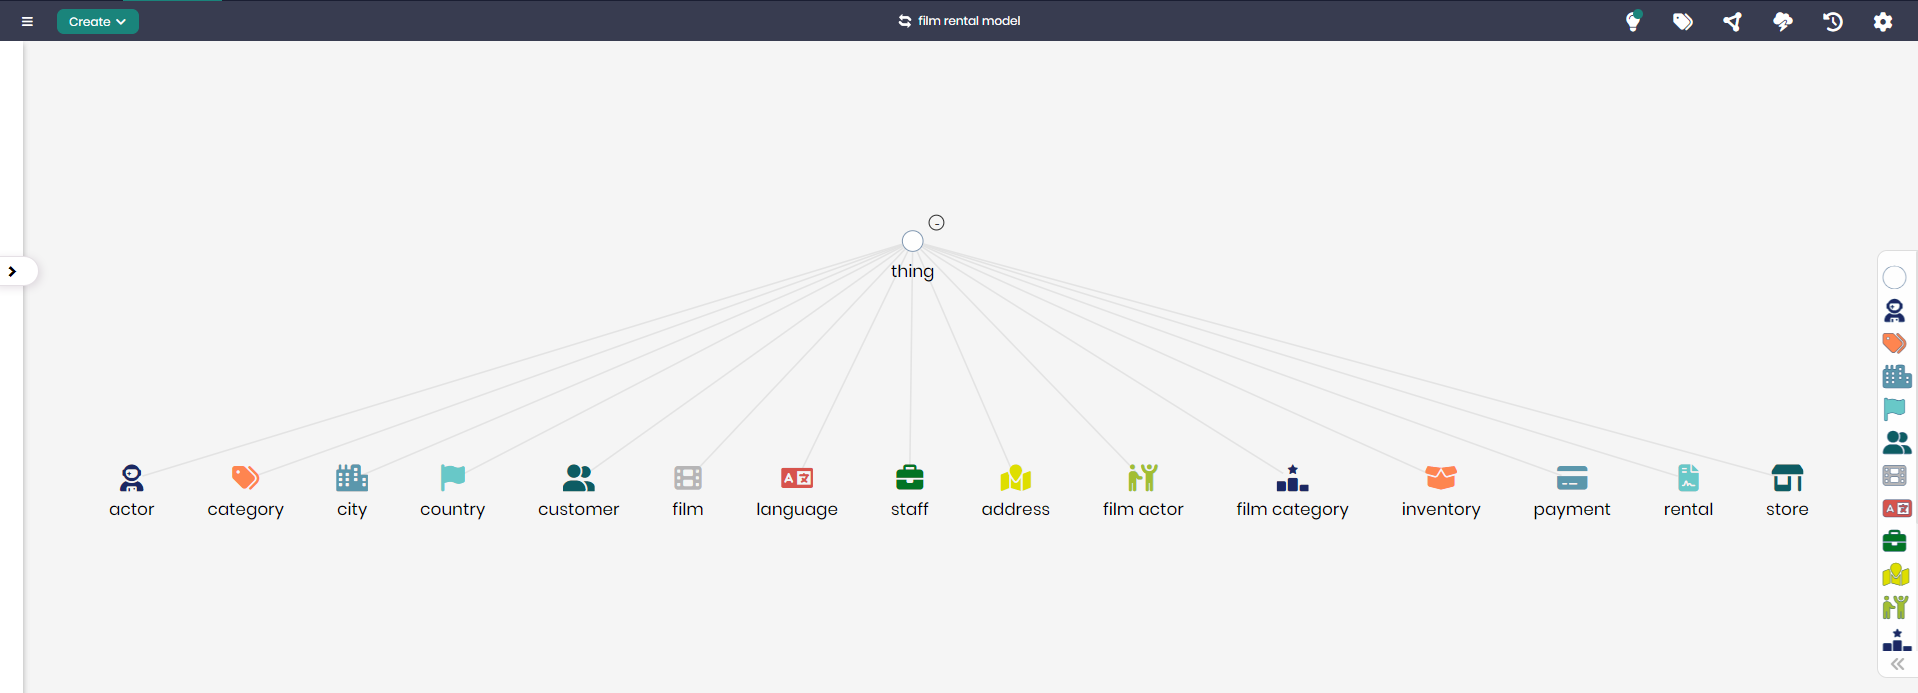 Create
film rental model
thing
actor
category
city
country
customer
film
language
staff
address
film actor
film category
inventory
payment
rental
store